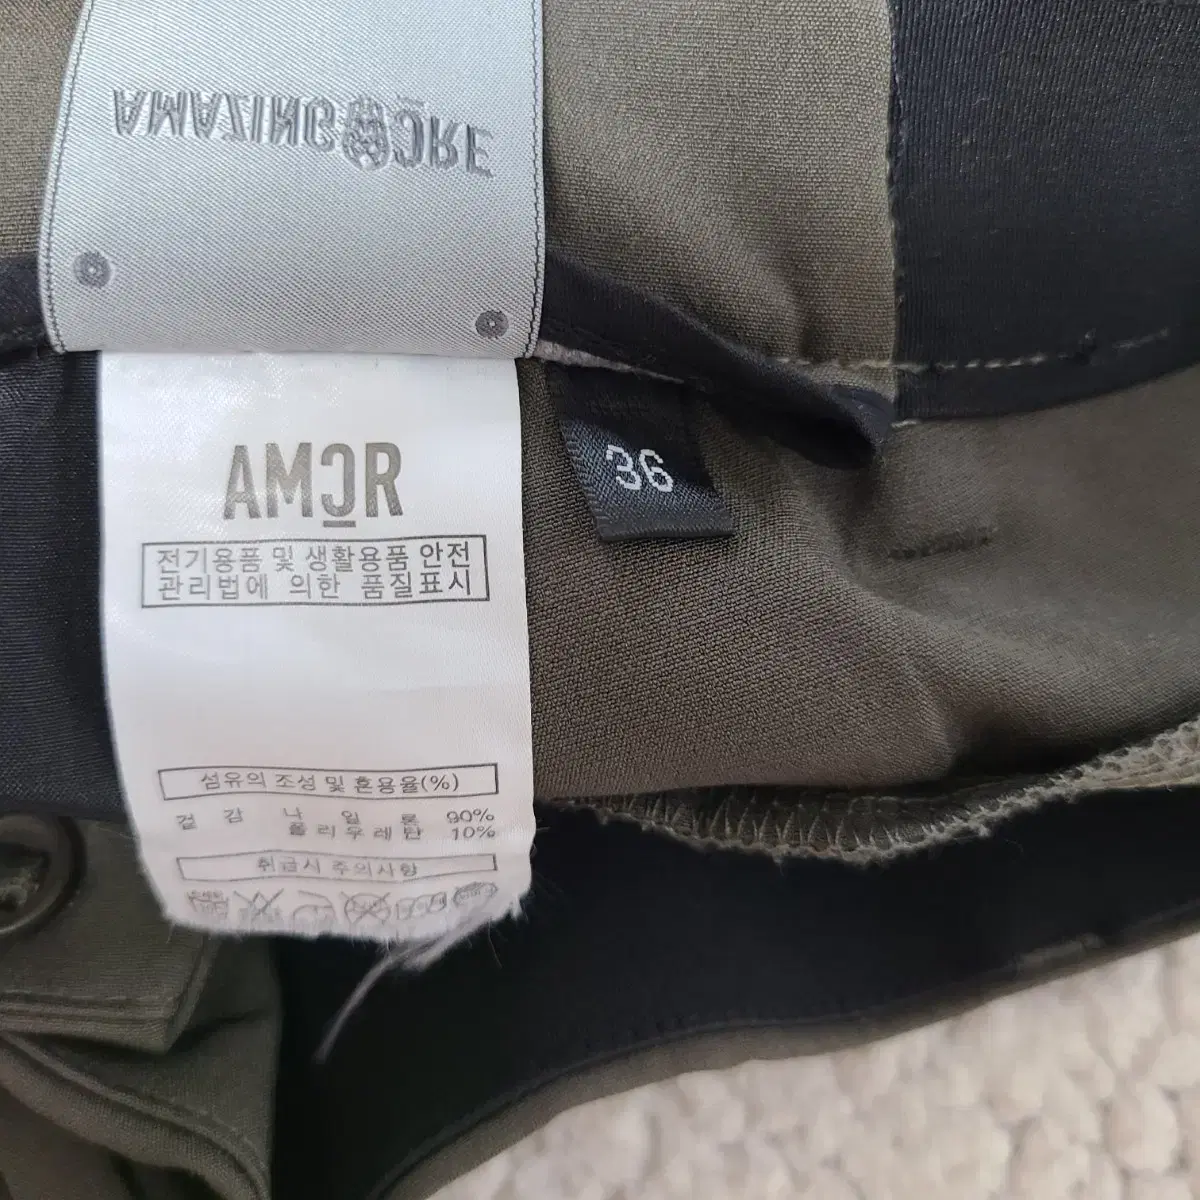 AMAZINGCRE
AMCR
36
전기용품 및 생활용품 안전
관리법에 의한 품질표시
섬유의 조성 및 혼용율(%)
겉감 나일론 90%
폴리우레탄 10%
취급시 주의사항